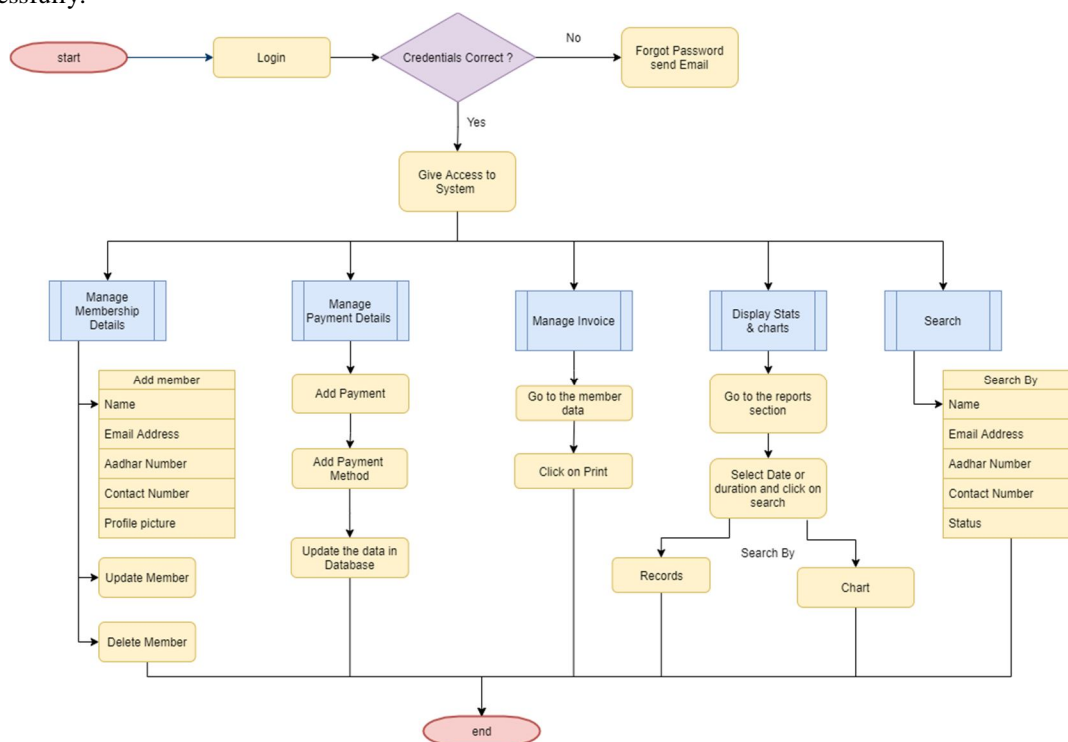 essfully.
start
Login
Credentials Correct ?
No
Forgot Password
send Email
Yes
Give Access to
System
Manage
Membership
Details
Manage
Payment Details
Manage Invoice
Display Stats
& charts
Search
Add member
Name
Email Address
Aadhar Number
Contact Number
Profile picture
Update Member
Delete Member
Add Payment
Add Payment
Method
Update the data in
Database
Go to the member
data
Click on Print
Go to the reports
section
Select Date or
duration and click on
search
Search By
Records
Chart
Search By
Name
Email Address
Aadhar Number
Contact Number
Status
end